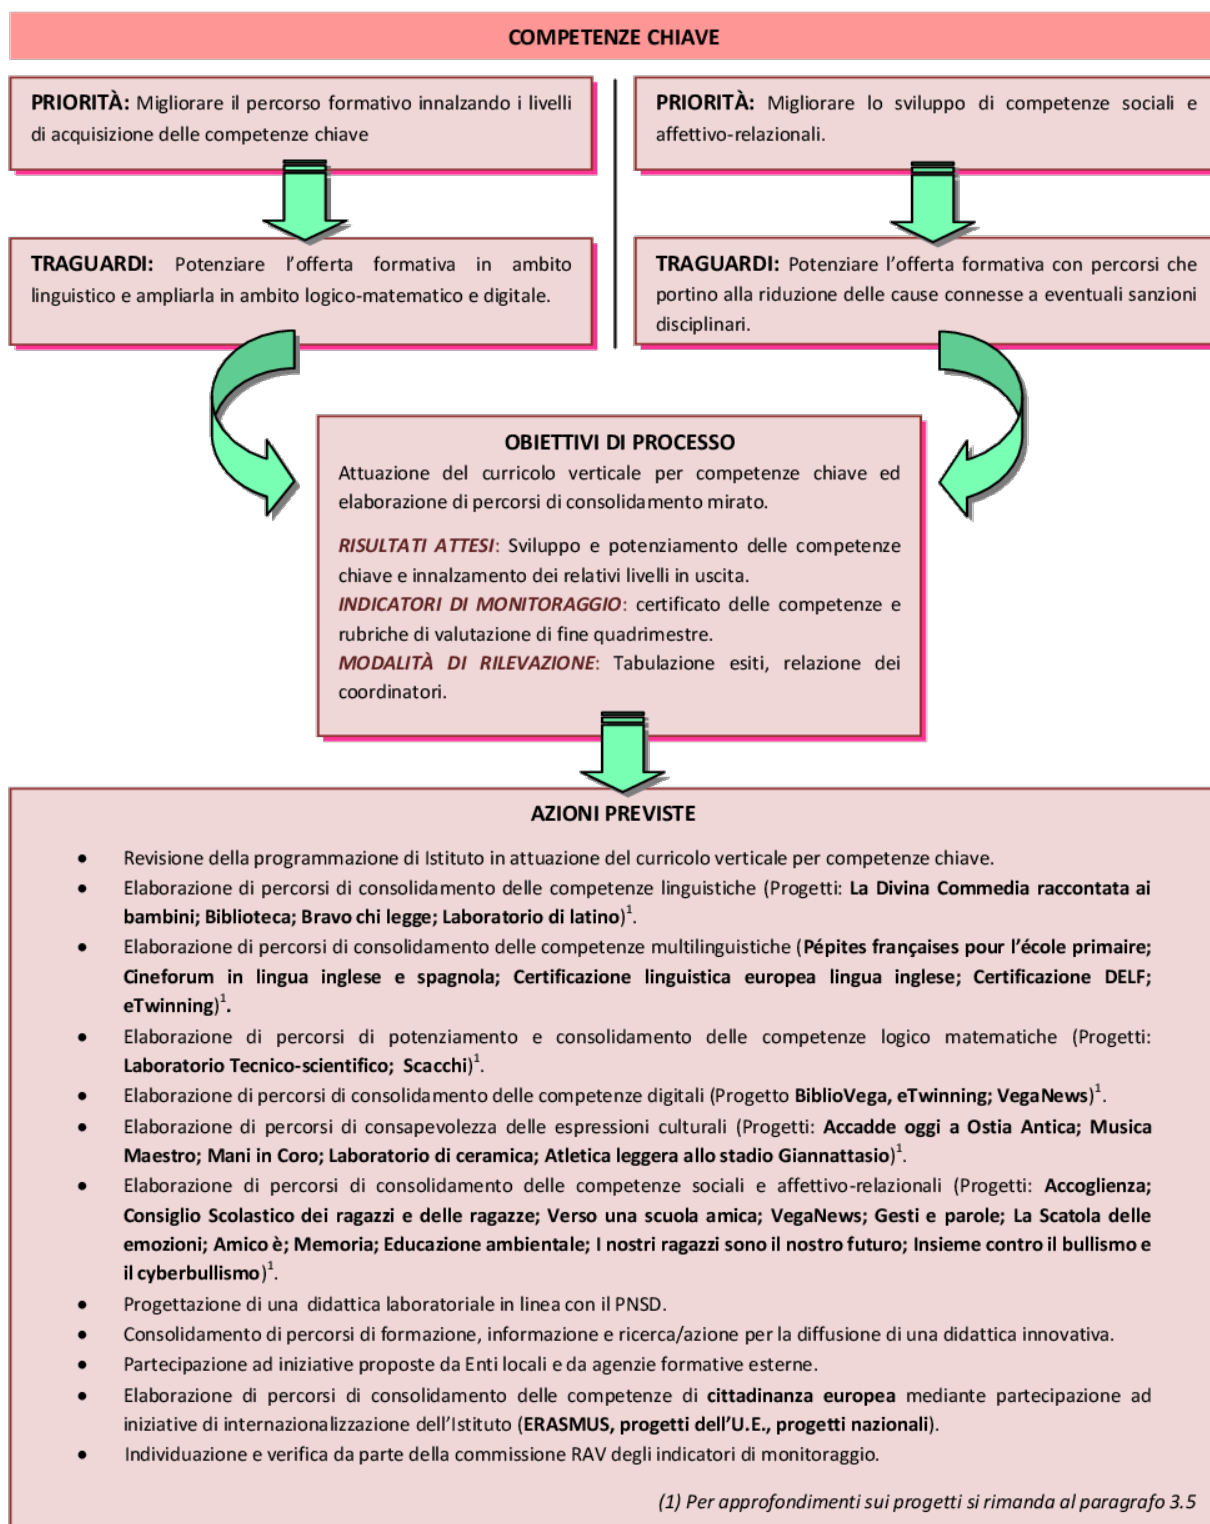 COMPETENZE CHIAVE
PRIORITÀ: Migliorare il percorso formativo innalzando i livelli
di acquisizione delle competenze chiave
PRIORITÀ: Migliorare lo sviluppo di competenze sociali e
affettivo-relazionali.
TRAGUARDI: Potenziare l’offerta formativa in ambito
linguistico e ampliarla in ambito logico-matematico e digitale.
TRAGUARDI: Potenziare l’offerta formativa con percorsi che
portino alla riduzione delle cause connesse a eventuali sanzioni
disciplinari.
OBIETTIVI DI PROCESSO
Attuazione del curricolo verticale per competenze chiave ed
elaborazione di percorsi di consolidamento mirato.
RISULTATI ATTESI: Sviluppo e potenziamento delle competenze
chiave e innalzamento dei relativi livelli in uscita.
INDICATORI DI MONITORAGGIO: certificato delle competenze e
rubriche di valutazione di fine quadrimestre.
MODALITÀ DI RILEVAZIONE: Tabulazione esiti, relazione dei
coordinatori.
AZIONI PREVISTE
● Revisione della programmazione di Istituto in attuazione del curricolo verticale per competenze chiave.
● Elaborazione di percorsi di consolidamento delle competenze linguistiche (Progetti: La Divina Commedia raccontata ai
bambini; Biblioteca; Bravo chi legge; Laboratorio di latino)¹.
● Elaborazione di percorsi di consolidamento delle competenze multilinguistiche (Pépites françaises pour l’école primaire;
Cineforum in lingua inglese e spagnola; Certificazione linguistica europea lingua inglese; Certificazione DELF;
eTwinning)¹.
● Elaborazione di percorsi di potenziamento e consolidamento delle competenze logico matematiche (Progetti:
Laboratorio Tecnico-scientifico; Scacchi)¹.
● Elaborazione di percorsi di consolidamento delle competenze digitali (Progetto BiblioVega, eTwinning; VegaNews)¹.
● Elaborazione di percorsi di consapevolezza delle espressioni culturali (Progetti: Accadde oggi a Ostia Antica; Musica
Maestro; Mani in Coro; Laboratorio di ceramica; Atletica leggera allo stadio Giannattasio)¹.
● Elaborazione di percorsi di consolidamento delle competenze sociali e affettivo-relazionali (Progetti: Accoglienza;
Consiglio Scolastico dei ragazzi e delle ragazze; Verso una scuola amica; VegaNews; Gesti e parole; La Scatola delle
emozioni; Amico è; Memoria; Educazione ambientale; I nostri ragazzi sono il nostro futuro; Insieme contro il bullismo e
il cyberbullismo)¹.
● Progettazione di una didattica laboratoriale in linea con il PNSD.
● Consolidamento di percorsi di formazione, informazione e ricerca/azione per la diffusione di una didattica innovativa.
● Partecipazione ad iniziative proposte da Enti locali e da agenzie formative esterne.
● Elaborazione di percorsi di consolidamento delle competenze di cittadinanza europea mediante partecipazione ad
iniziative di internazionalizzazione dell’Istituto (ERASMUS, progetti dell’U.E., progetti nazionali).
● Individuazione e verifica da parte della commissione RAV degli indicatori di monitoraggio.
(1) Per approfondimenti sui progetti si rimanda al paragrafo 3.5